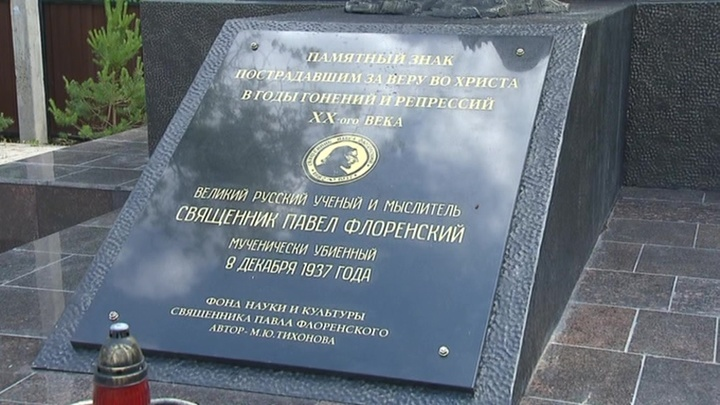 ПАМЯТНЫЙ ЗНАК
ПОСТРАДАВШИМ ЗА ВЕРУ ВО ХРИСТА
В ГОДЫ ГОНЕНИЙ И РЕПРЕССИЙ
XX-ого ВЕКА
ВЕЛИКИЙ РУССКИЙ УЧЕНЫЙ И МЫСЛИТЕЛЬ
СВЯЩЕННИК ПАВЕЛ ФЛОРЕНСКИЙ
МУЧЕНИЧЕСКИ УБИЕННЫЙ
8 ДЕКАБРЯ 1937 ГОДА
ФОНД НАУКИ И КУЛЬТУРЫ
СВЯЩЕННИКА ПАВЛА ФЛОРЕНСКОГО
АВТОР- М.Ю.ТИХОНОВА